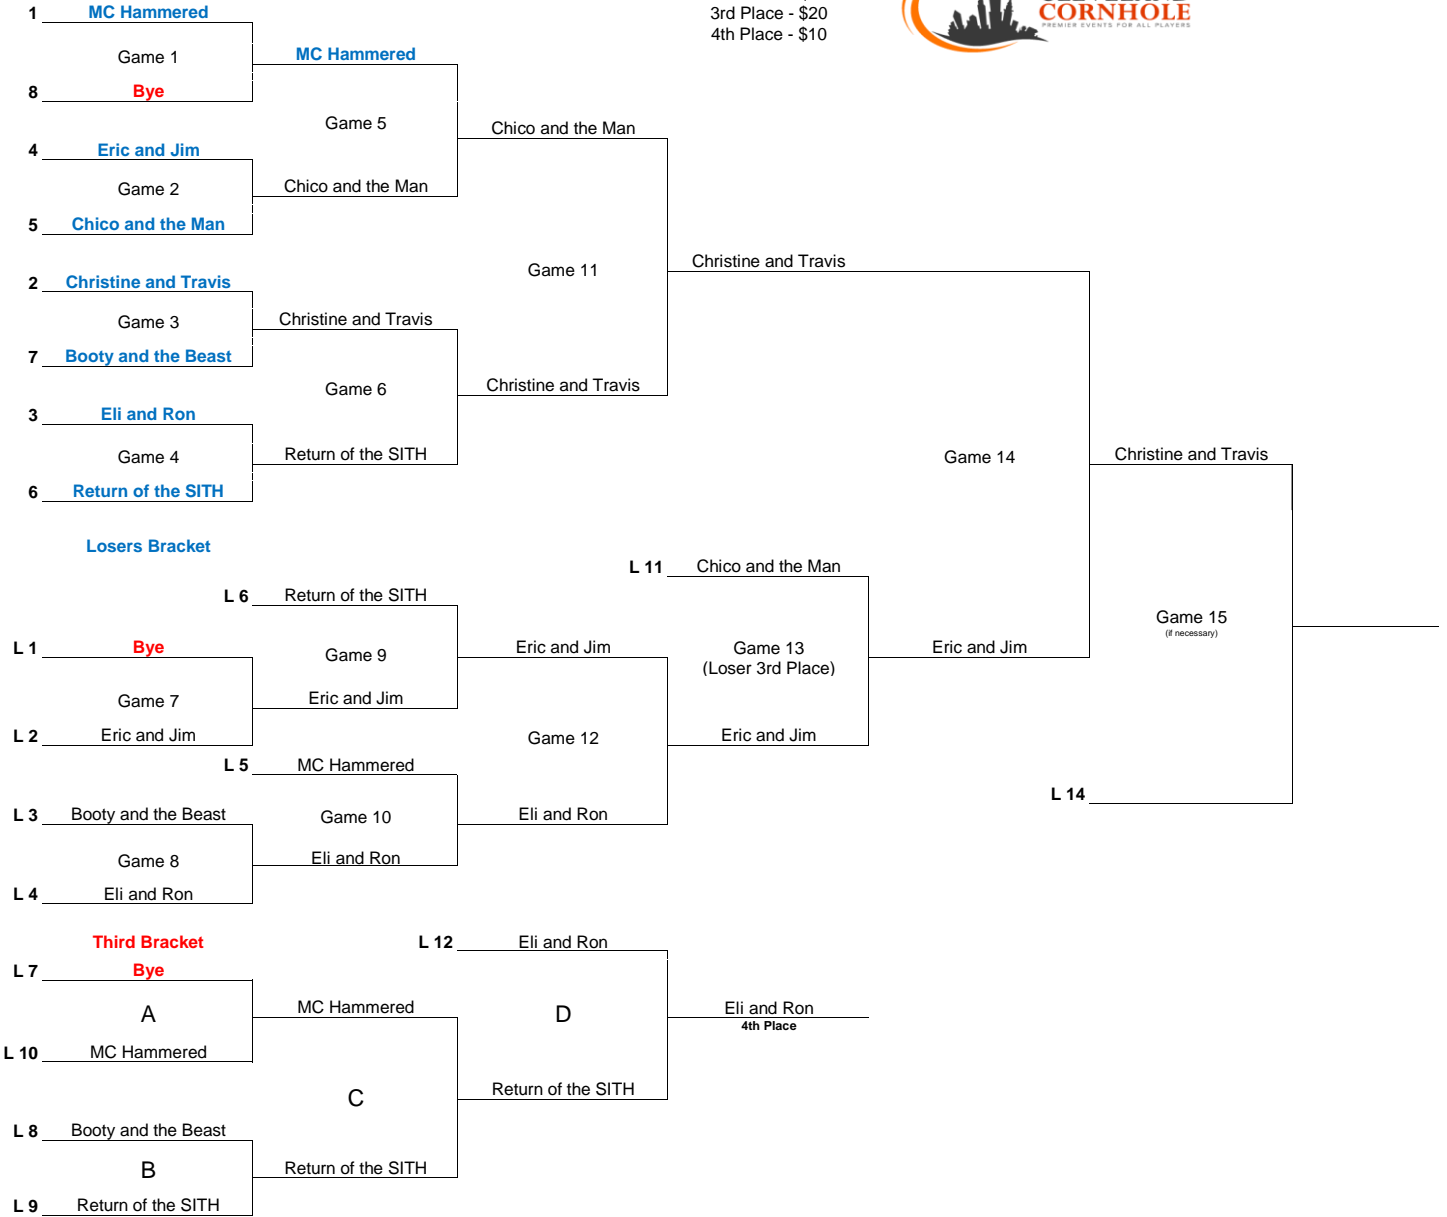 1 MC Hammered
3rd Place - $20
4th Place - $10
CORNHOLE
PREMIER EVENTS FOR ALL PLAYERS
Game 1
MC Hammered
8 Bye
Game 5
Chico and the Man
4 Eric and Jim
Game 2
Chico and the Man
5 Chico and the Man
Game 11
Christine and Travis
2 Christine and Travis
Game 3
Christine and Travis
7 Booty and the Beast
Game 6
Christine and Travis
3 Eli and Ron
Game 4
Return of the SITH
Game 14
Christine and Travis
6 Return of the SITH
Losers Bracket
L 11 Chico and the Man
L 6 Return of the SITH
Game 15
(if necessary)
L 1 Bye
Game 9
Eric and Jim
Game 13
(Loser 3rd Place)
Eric and Jim
Game 7
Eric and Jim
L 2 Eric and Jim
Game 12
Eric and Jim
L 5 MC Hammered
L 14
L 3 Booty and the Beast
Game 10
Eli and Ron
Game 8
Eli and Ron
L 4 Eli and Ron
Third Bracket
L 12 Eli and Ron
L 7 Bye
A
MC Hammered
D
Eli and Ron
4th Place
L 10 MC Hammered
C
Return of the SITH
L 8 Booty and the Beast
B
Return of the SITH
L 9 Return of the SITH